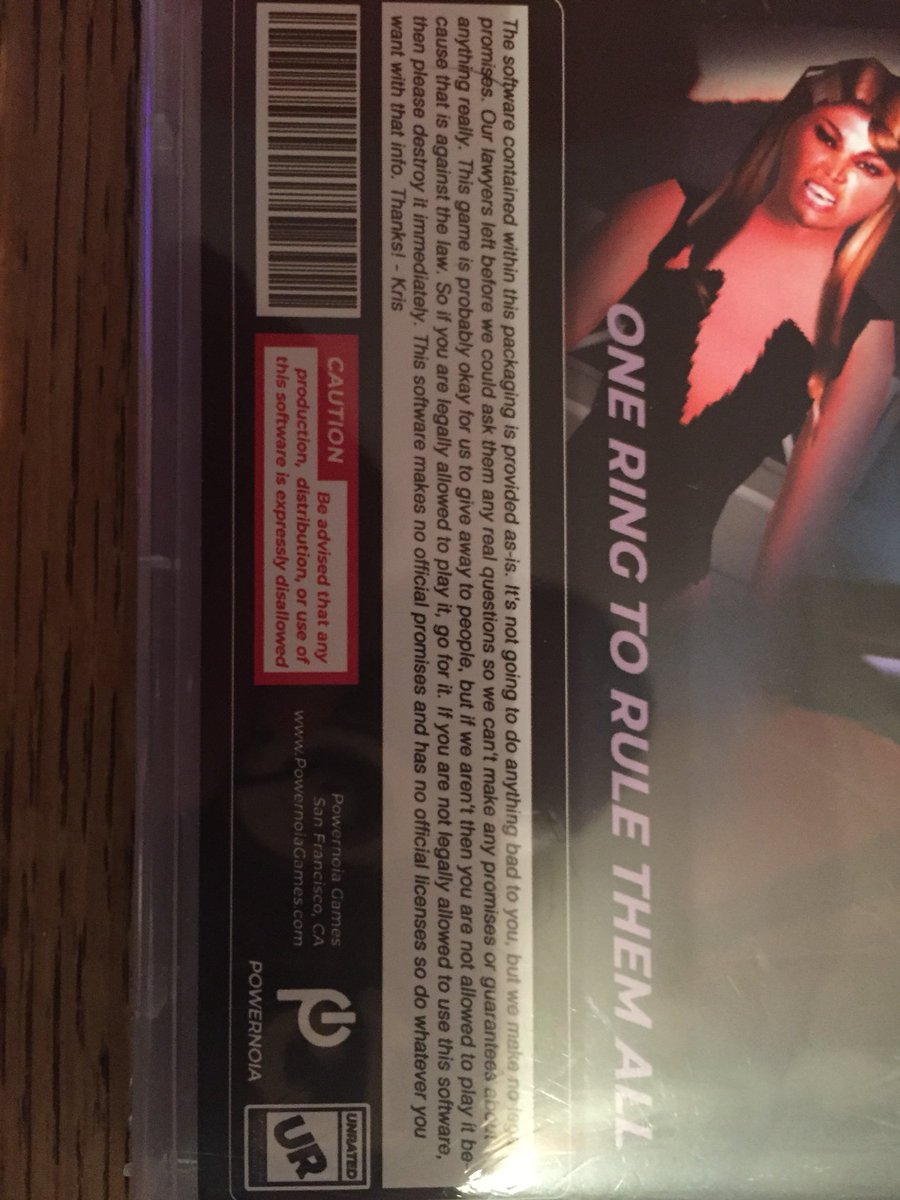 ONE RING TO RULE THEM ALL
The software contained within this packaging is provided as-is. It's not going to do anything bad to you, but we make no
promises. Our lawyers left before we could ask them any real questions so we can't make any promises or guarantees about
anything really. This game is probably okay for us to give away to people, but if we aren't then you are not allowed to play it be-
cause that is against the law. So if you are legally allowed to play it, go for it. If you are not legally allowed to use this software,
then please destroy it immediately. This software makes no official promises and has no official licenses so do whatever you
want with that info. Thanks! - Kris
CAUTION
Be advised that any
production, distribution, or use of
this software is expressly disallowed
Powernoia Games
San Francisco, CA
www.PowernoiaGames.com
POWERNOIA
UNRATED
UR